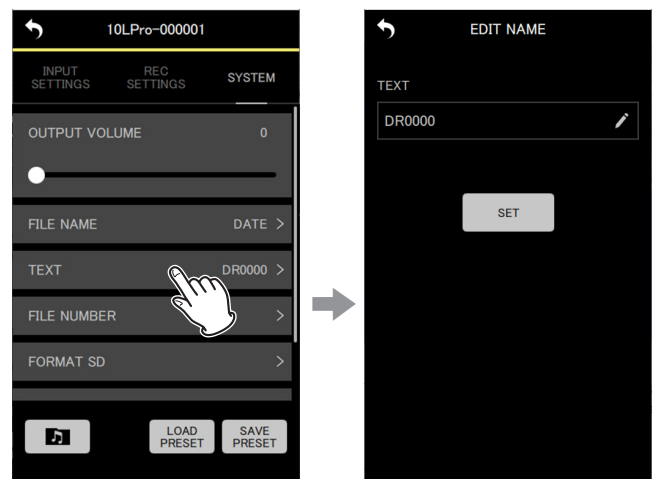 10LPro-000001
INPUT
SETTINGS
REC
SETTINGS
SYSTEM
OUTPUT VOLUME 0
FILE NAME DATE >
TEXT DR0000 >
FILE NUMBER >
FORMAT SD >
LOAD
PRESET
SAVE
PRESET
EDIT NAME
TEXT
DR0000
SET